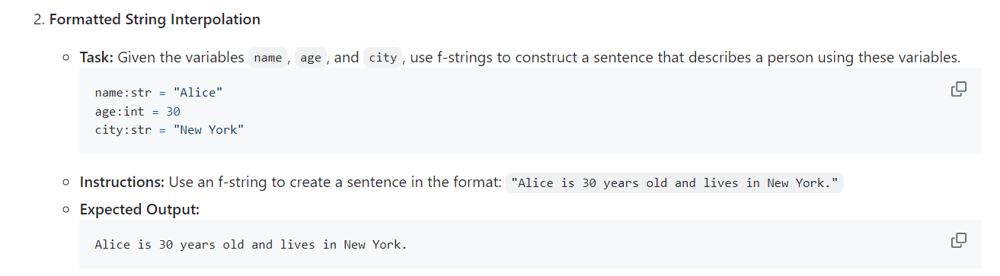 2. Formatted String Interpolation
Task: Given the variables name, age, and city, use f-strings to construct a sentence that describes a person using these variables.
name:str = "Alice"
age:int = 30
city:str = "New York"
Instructions: Use an f-string to create a sentence in the format: "Alice is 30 years old and lives in New York."
Expected Output:
Alice is 30 years old and lives in New York.